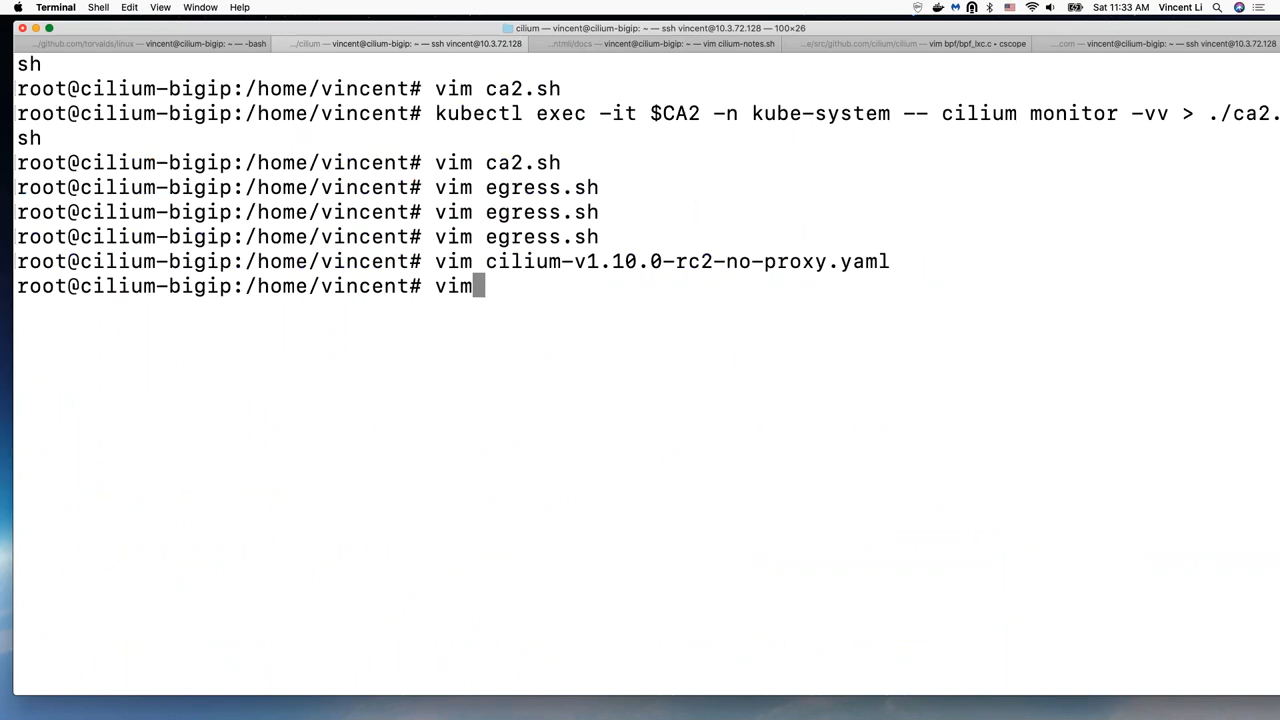 Terminal Shell Edit View Window Help Sat 11:33 AM Vincent Li
cilium — vincent@cilium-bigip: ~ — ssh vincent@10.3.72.128 — 100×26
.../github.com/torvalds/linux — vincent@cilium-bigip: ~ — -bash
.../cilium — vincent@cilium-bigip: ~ — ssh vincent@10.3.72.128
...ntml/docs — vincent@cilium-bigip: ~ — vim cilium-notes.sh
...e/src/github.com/cilium/cilium — vim bpf/bpf_lxc.c • cscope
....com — vincent@cilium-bigip: ~ — ssh vincent@10.3.72.128
sh
root@cilium-bigip:/home/vincent# vim ca2.sh
root@cilium-bigip:/home/vincent# kubectl exec -it $CA2 -n kube-system -- cilium monitor -vv > ./ca2.
sh
root@cilium-bigip:/home/vincent# vim ca2.sh
root@cilium-bigip:/home/vincent# vim egress.sh
root@cilium-bigip:/home/vincent# vim egress.sh
root@cilium-bigip:/home/vincent# vim egress.sh
root@cilium-bigip:/home/vincent# vim cilium-v1.10.0-rc2-no-proxy.yaml
root@cilium-bigip:/home/vincent# vim